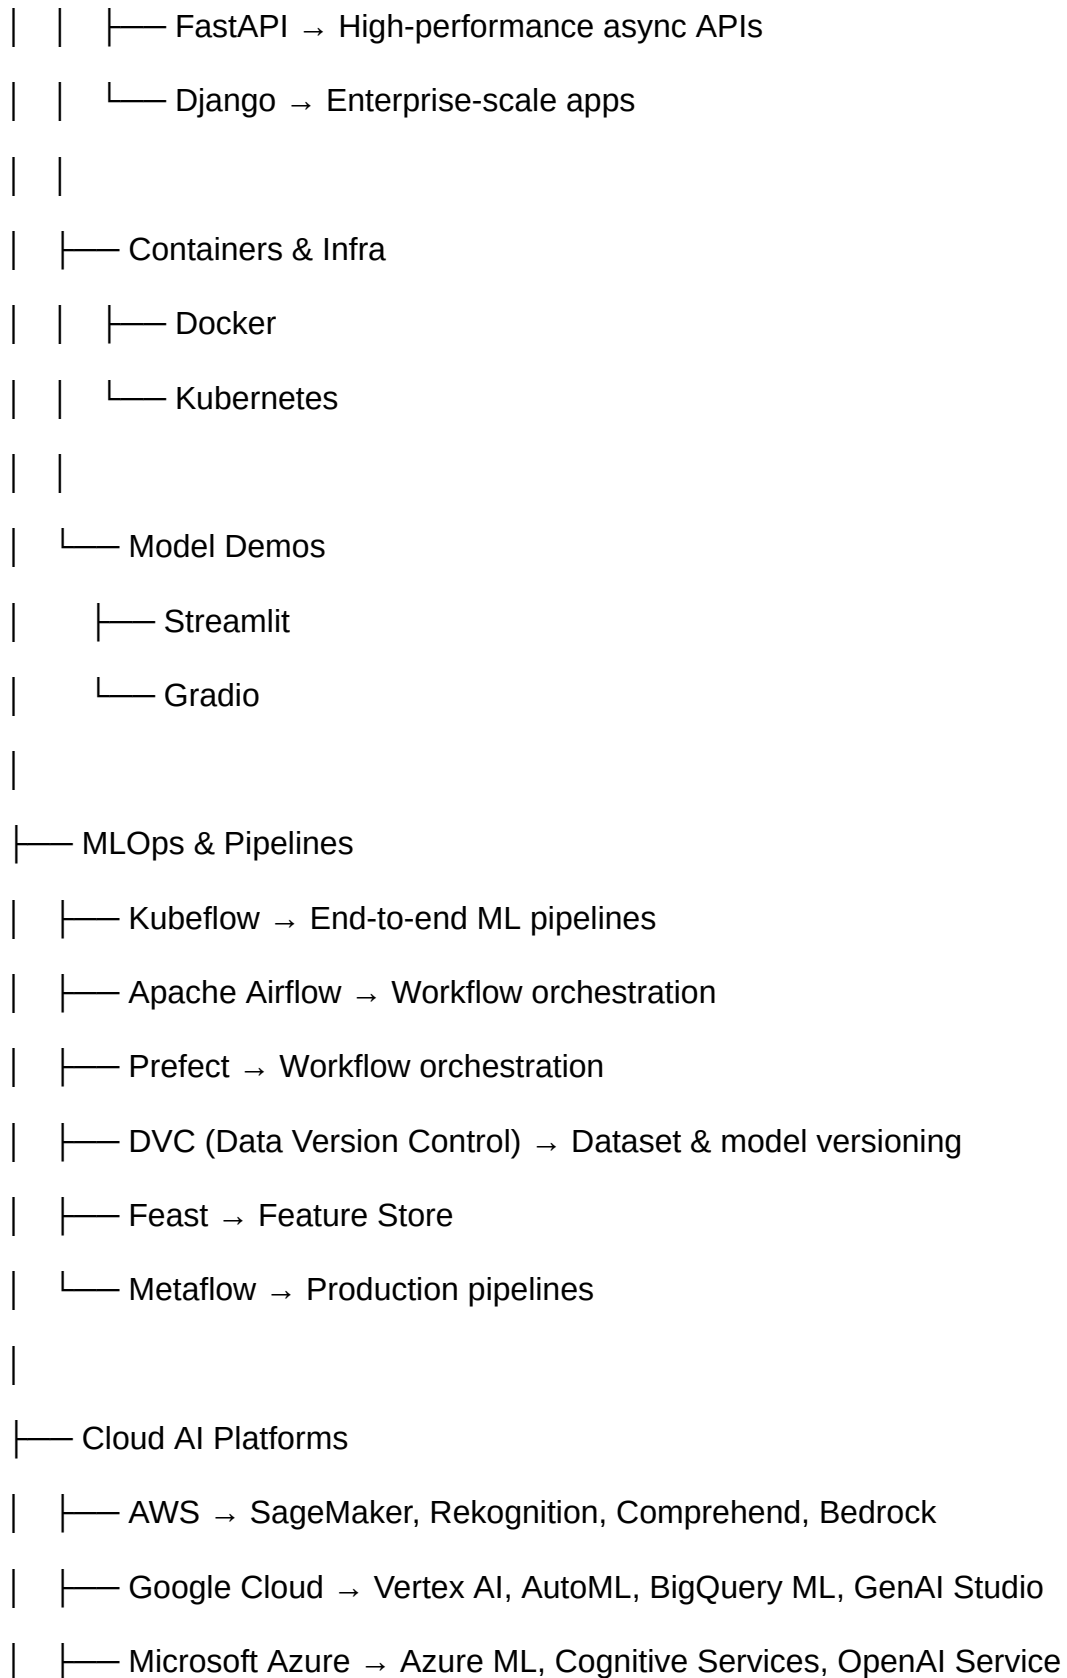 │   │   ├── FastAPI → High-performance async APIs
│   │   └── Django → Enterprise-scale apps
│   │
│   ├── Containers & Infra
│   │   ├── Docker
│   │   └── Kubernetes
│   │
│   └── Model Demos
│       ├── Streamlit
│       └── Gradio
│
├── MLOps & Pipelines
│   ├── Kubeflow → End-to-end ML pipelines
│   ├── Apache Airflow → Workflow orchestration
│   ├── Prefect → Workflow orchestration
│   ├── DVC (Data Version Control) → Dataset & model versioning
│   ├── Feast → Feature Store
│   └── Metaflow → Production pipelines
│
├── Cloud AI Platforms
│   ├── AWS → SageMaker, Rekognition, Comprehend, Bedrock
│   ├── Google Cloud → Vertex AI, AutoML, BigQuery ML, GenAI Studio
│   ├── Microsoft Azure → Azure ML, Cognitive Services, OpenAI Service